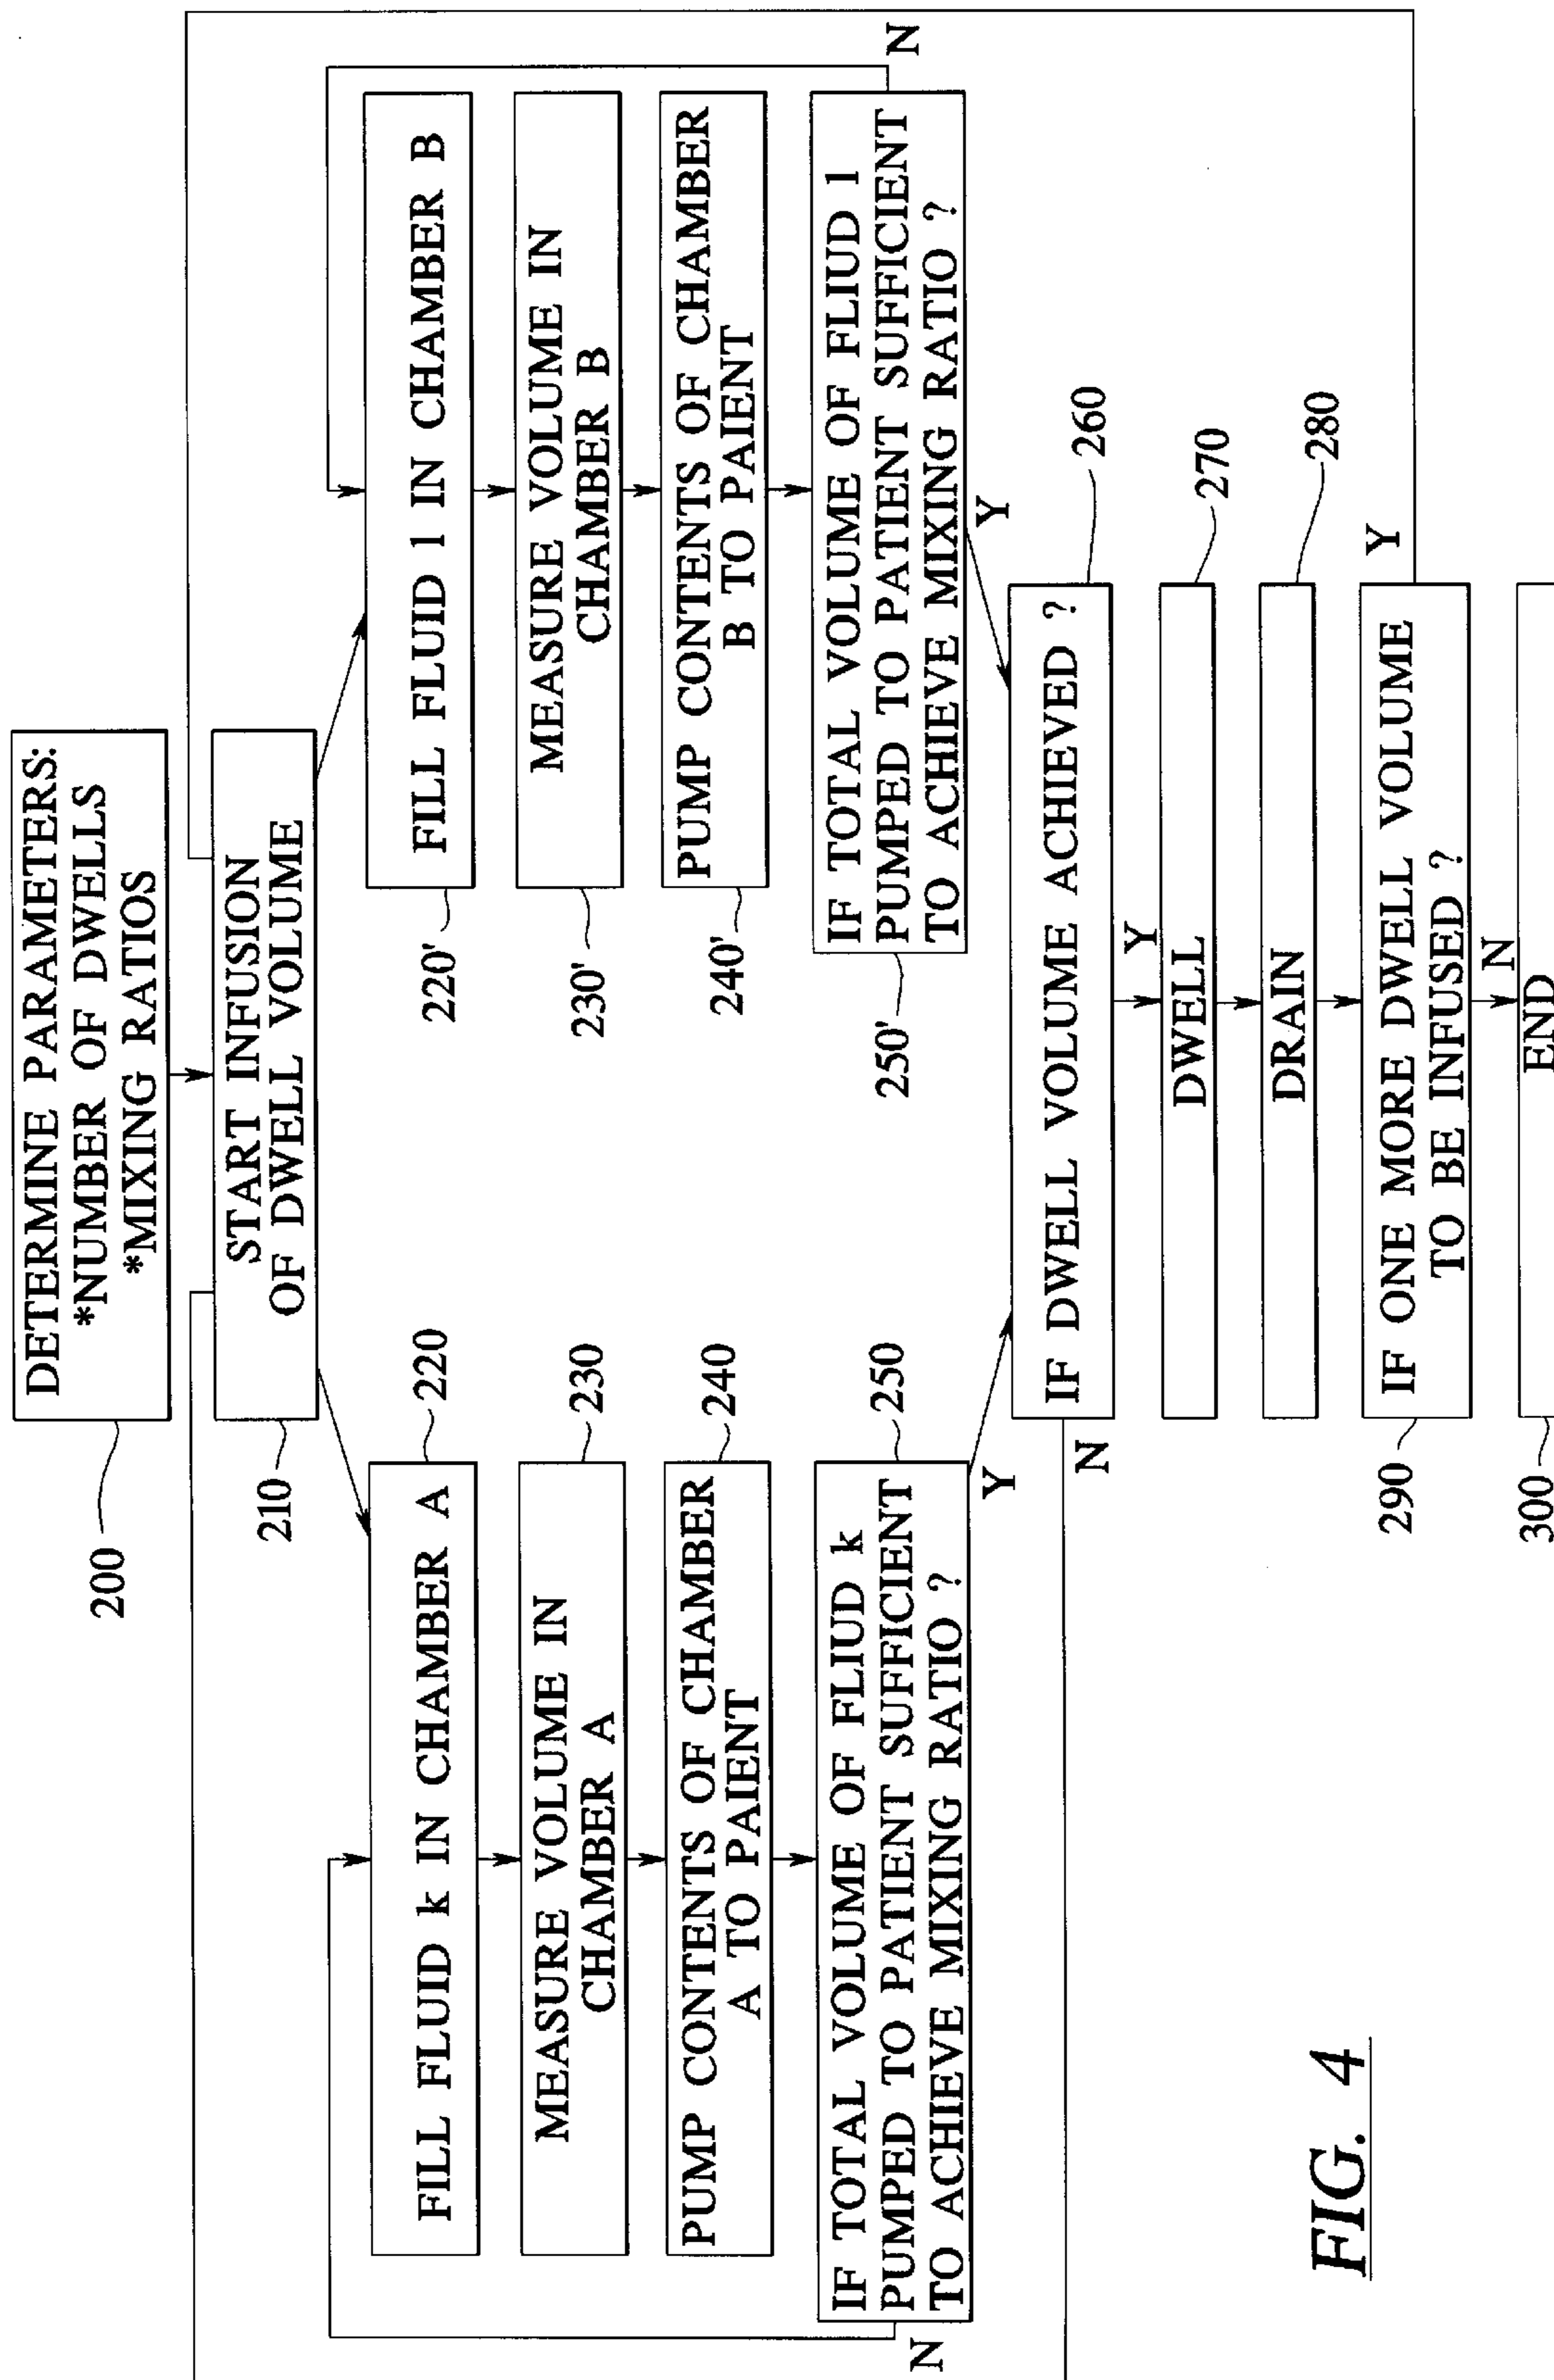 DETERMINE PARAMETERS:
*NUMBER OF DWELLS
*MIXING RATIOS
200
START INFUSION
OF DWELL VOLUME
210
FILL FLUID k IN CHAMBER A
220
MEASURE VOLUME IN
CHAMBER A
230
PUMP CONTENTS OF CHAMBER
A TO PAIENT
240
IF TOTAL VOLUME OF FLIUD k
PUMPED TO PATIENT SUFFICIENT
TO ACHIEVE MIXING RATIO ?
250
N
Y
FILL FLUID 1 IN CHAMBER B
220'
MEASURE VOLUME IN
CHAMBER B
230'
PUMP CONTENTS OF CHAMBER
B TO PAIENT
240'
IF TOTAL VOLUME OF FLIUD 1
PUMPED TO PATIENT SUFFICIENT
TO ACHIEVE MIXING RATIO ?
250'
N
Y
IF DWELL VOLUME ACHIEVED ?
260
N
Y
DWELL
270
DRAIN
280
IF ONE MORE DWELL VOLUME
TO BE INFUSED ?
290
Y
N
END
300
FIG. 4